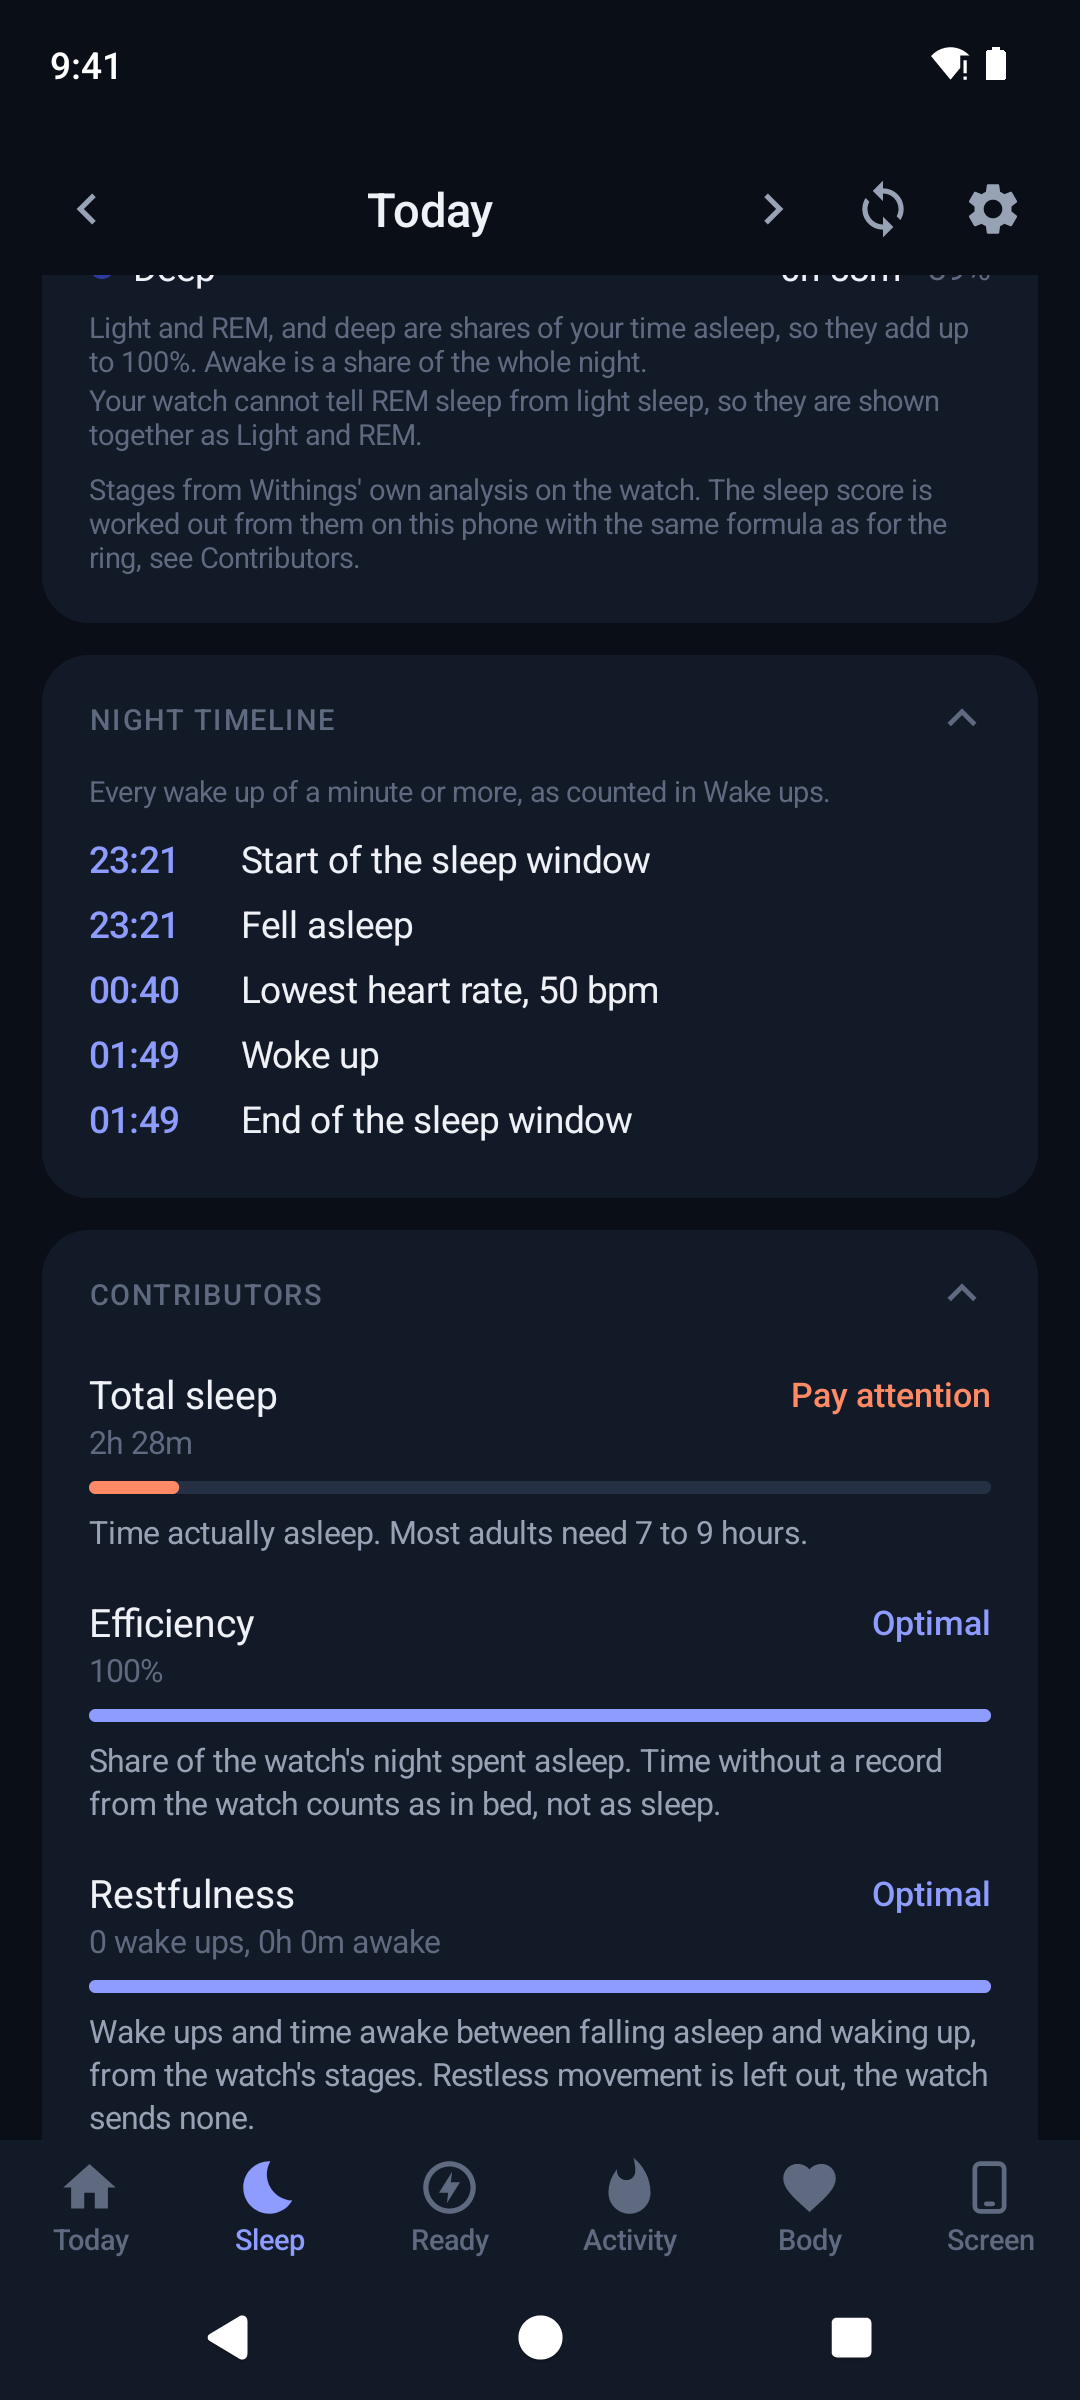 9:41
Today
Deep
Light and REM, and deep are shares of your time asleep, so they add up
to 100%. Awake is a share of the whole night.
Your watch cannot tell REM sleep from light sleep, so they are shown
together as Light and REM.
Stages from Withings' own analysis on the watch. The sleep score is
worked out from them on this phone with the same formula as for the
ring, see Contributors.
NIGHT TIMELINE
Every wake up of a minute or more, as counted in Wake ups.
23:21 Start of the sleep window
23:21 Fell asleep
00:40 Lowest heart rate, 50 bpm
01:49 Woke up
01:49 End of the sleep window
CONTRIBUTORS
Total sleep Pay attention
2h 28m
Time actually asleep. Most adults need 7 to 9 hours.
Efficiency Optimal
100%
Share of the watch's night spent asleep. Time without a record
from the watch counts as in bed, not as sleep.
Restfulness Optimal
0 wake ups, 0h 0m awake
Wake ups and time awake between falling asleep and waking up,
from the watch's stages. Restless movement is left out, the watch
sends none.
Today Sleep Ready Activity Body Screen